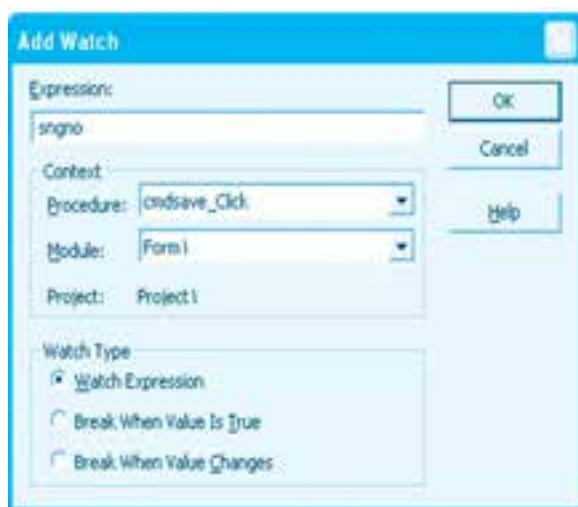 Add Watch
Expression:
sngno
OK
Cancel
Help
Context
Procedure: cmdsave_Click
Module: Form1
Project: Project1
Watch Type
Watch Expression
Break When Value Is True
Break When Value Changes